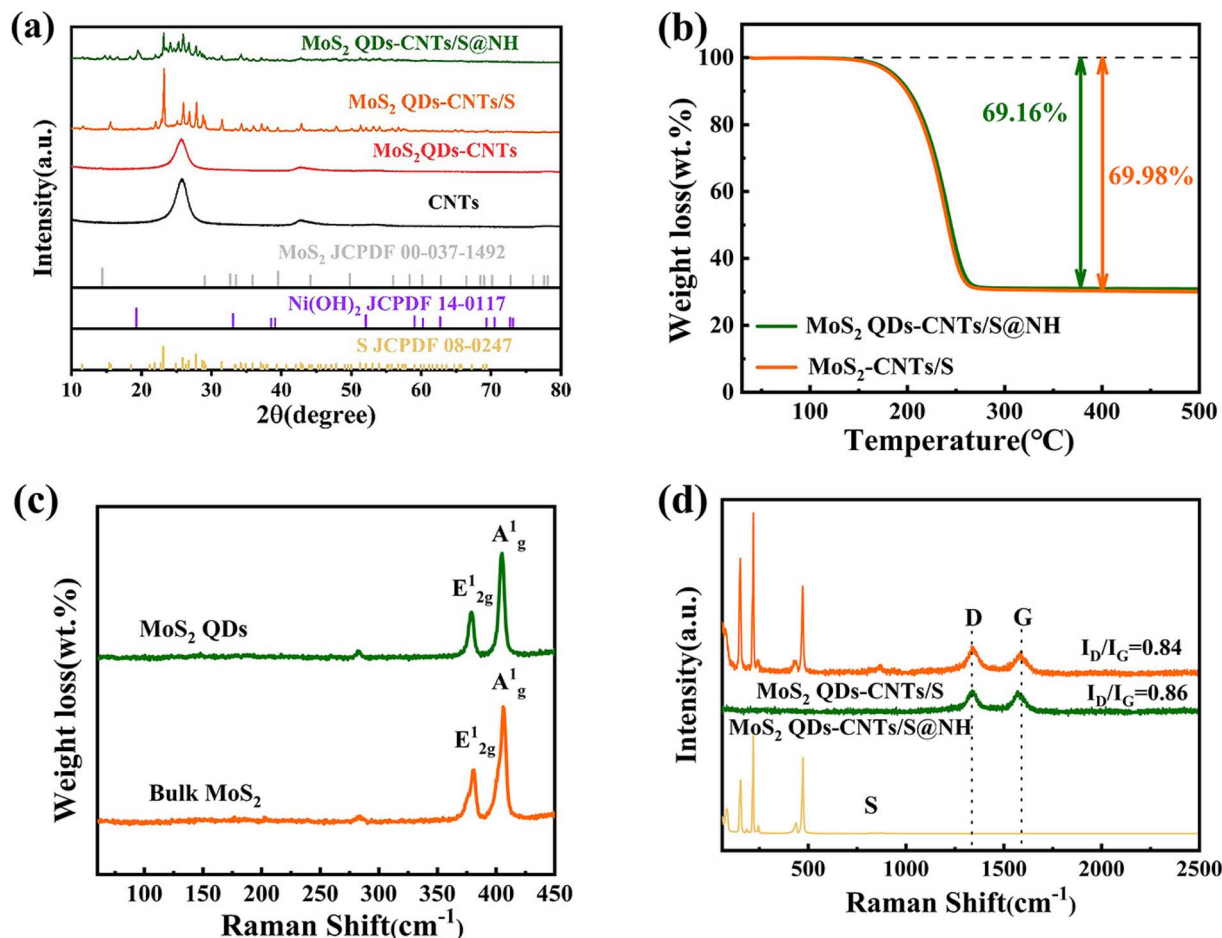 (a)
MoS₂ QDs-CNTs/S@NH
MoS₂ QDs-CNTs/S
MoS₂QDs-CNTs
CNTs
MoS₂ JCPDF 00-037-1492
Ni(OH)₂ JCPDF 14-0117
S JCPDF 08-0247
Intensity(a.u.)
10 20 30 40 50 60 70 80
2θ(degree)
(b)
100
80
60
40
20
0
Weight loss(wt.%)
69.16%
69.98%
MoS₂ QDs-CNTs/S@NH
MoS₂-CNTs/S
100 200 300 400 500
Temperature(°C)
(c)
Weight loss(wt.%)
A¹g
E¹2g
MoS₂ QDs
A¹g
E¹2g
Bulk MoS₂
100 150 200 250 300 350 400 450
Raman Shift(cm⁻¹)
(d)
Intensity(a.u.)
D G
I_D/I_G=0.84
MoS₂ QDs-CNTs/S
I_D/I_G=0.86
MoS₂ QDs-CNTs/S@NH
S
500 1000 1500 2000 2500
Raman Shift(cm⁻¹)